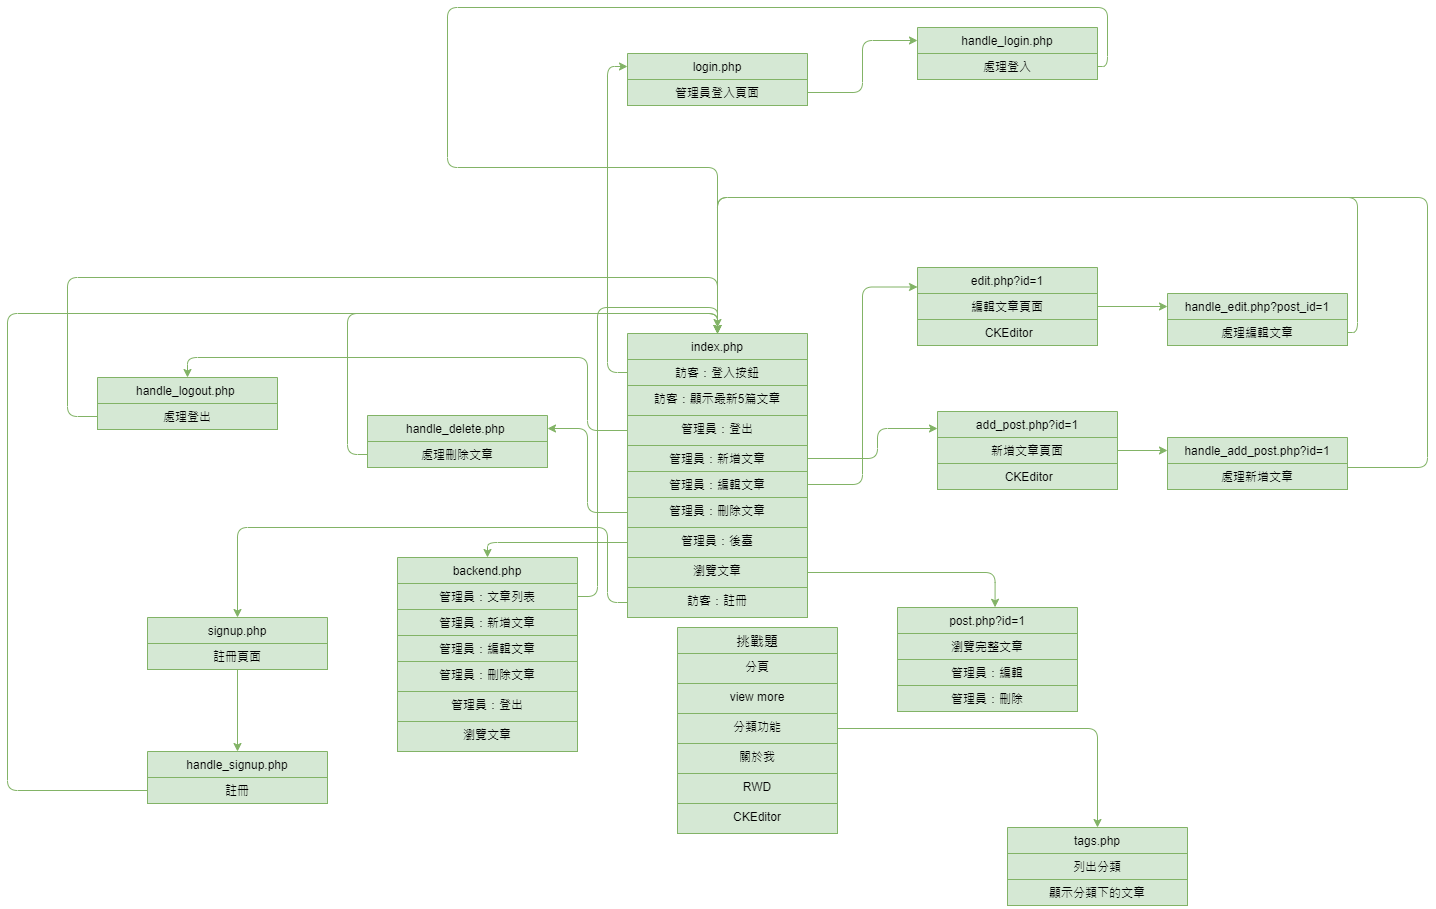 handle_login.php
處理登入
login.php
管理員登入頁面
edit.php?id=1
編輯文章頁面
CKEditor
handle_edit.php?post_id=1
處理編輯文章
index.php
訪客：登入按鈕
訪客：顯示最新5篇文章
管理員：登出
管理員：新增文章
管理員：編輯文章
管理員：刪除文章
管理員：後臺
瀏覽文章
訪客：註冊
handle_logout.php
處理登出
handle_delete.php
處理刪除文章
add_post.php?id=1
新增文章頁面
CKEditor
handle_add_post.php?id=1
處理新增文章
backend.php
管理員：文章列表
管理員：新增文章
管理員：編輯文章
管理員：刪除文章
管理員：登出
瀏覽文章
signup.php
註冊頁面
handle_signup.php
註冊
挑戰題
分頁
view more
分類功能
關於我
RWD
CKEditor
post.php?id=1
瀏覽完整文章
管理員：編輯
管理員：刪除
tags.php
列出分類
顯示分類下的文章